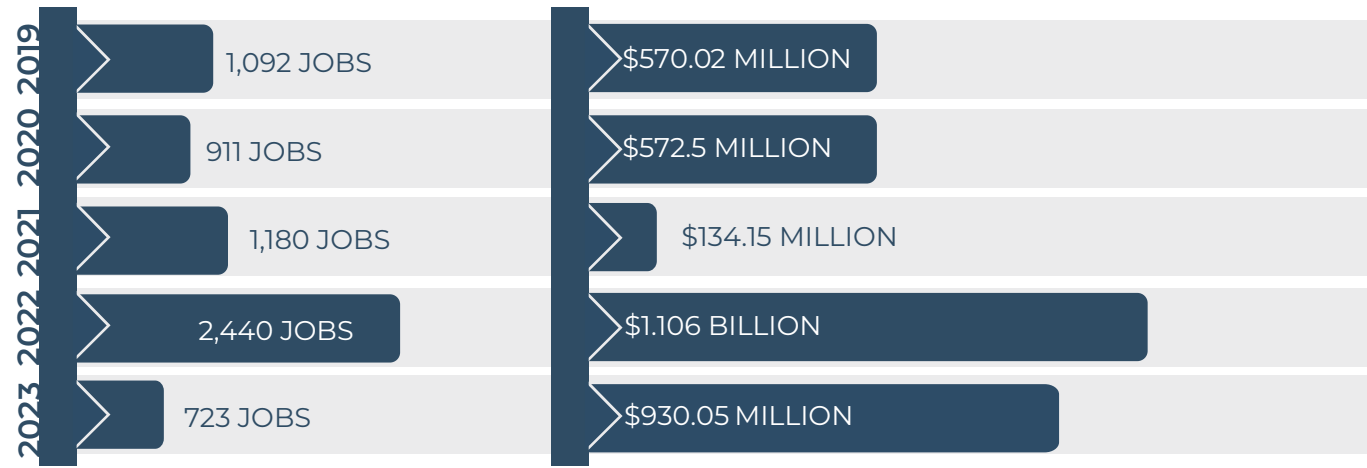 2019
1,092 JOBS
$570.02 MILLION
2020
911 JOBS
$572.5 MILLION
2021
1,180 JOBS
$134.15 MILLION
2022
2,440 JOBS
$1.106 BILLION
2023
723 JOBS
$930.05 MILLION